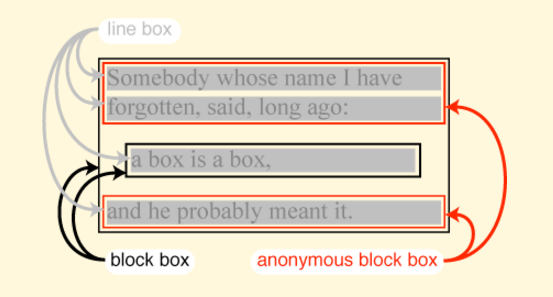 line box
Somebody whose name I have
forgotten, said, long ago:
a box is a box,
and he probably meant it.
block box
anonymous block box